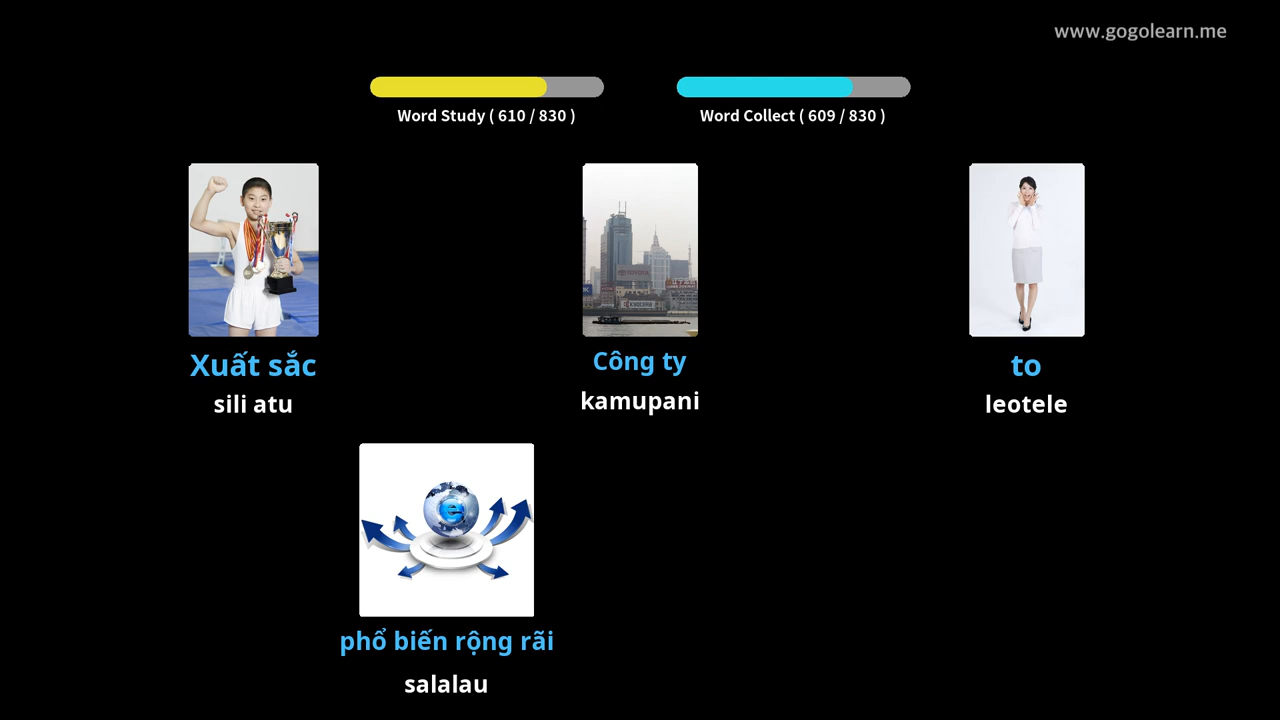 www.gogolearn.me
Word Study ( 610 / 830 )
Word Collect ( 609 / 830 )
TOYOTA
Xuất sắc
Công ty
to
sili atu
kamupani
leotele
e
phổ biến rộng rãi
salalau